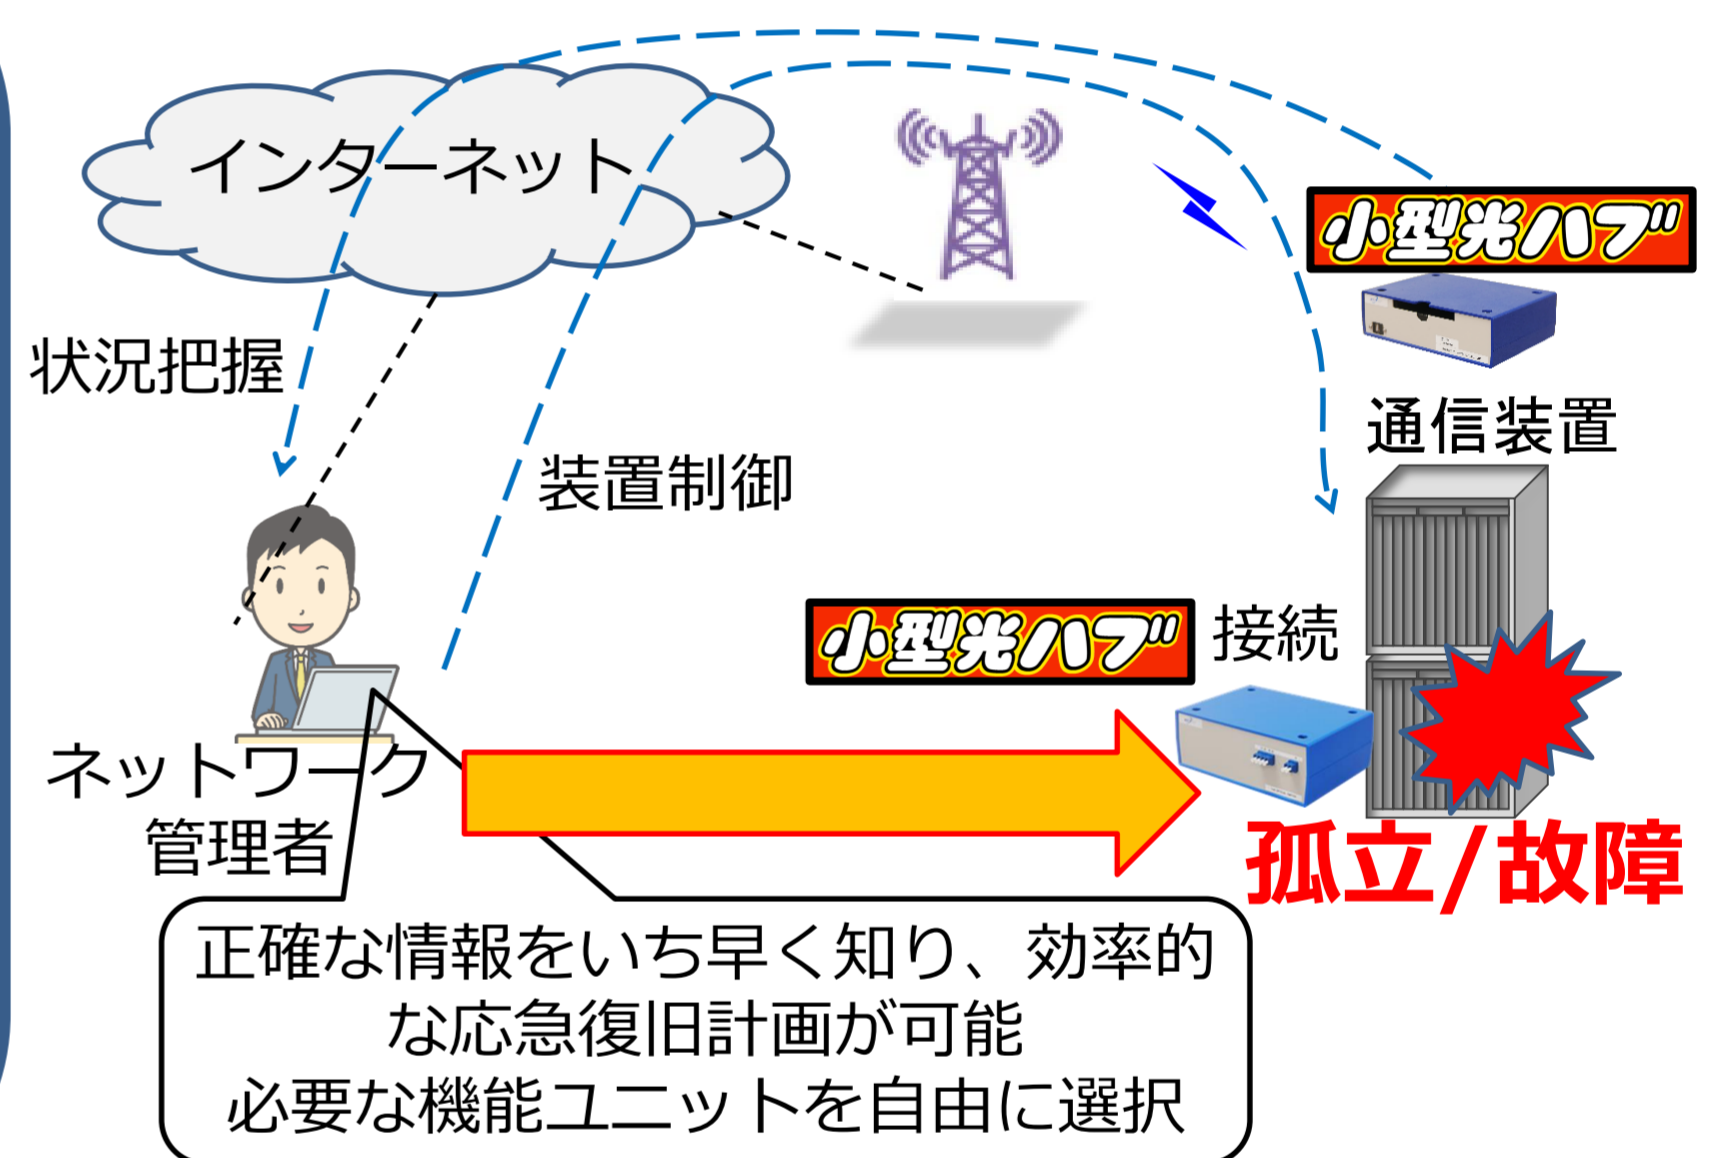 インターネット
小型光ハブ
状況把握
通信装置
装置制御
小型光ハブ
接続
ネットワーク
管理者
孤立/故障
正確な情報をいち早く知り、効率的
な応急復旧計画が可能
必要な機能ユニットを自由に選択